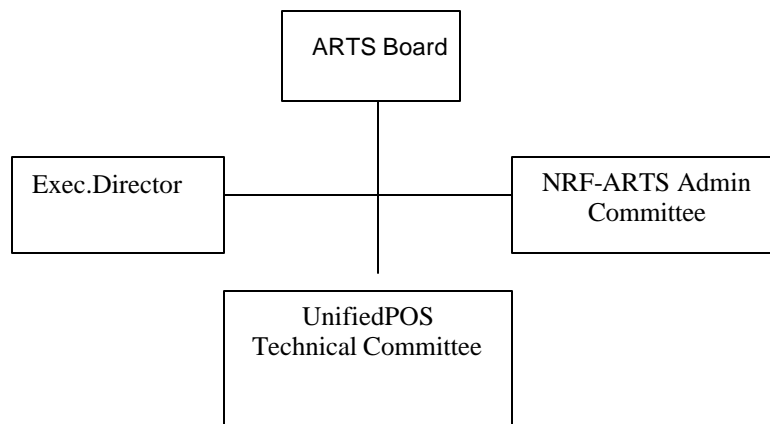 ARTS Board
Exec.Director
NRF-ARTS Admin
Committee
UnifiedPOS
Technical Committee